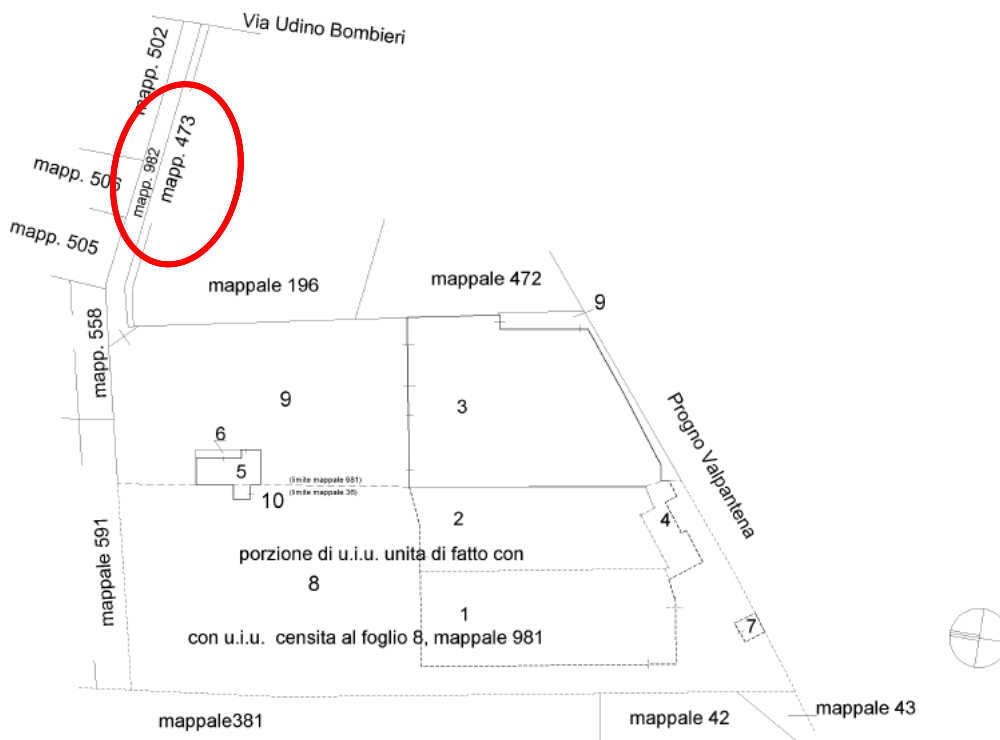 Via Udino Bombieri
mapp. 502
mapp. 473
mapp. 982
mapp. 506
mapp. 505
mappale 196
mappale 472
9
mapp. 558
9
3
6
5
Progno Valpantena
(limite mappale 981)
10
(limite mappale 36)
2
4
mappale 591
porzione di u.i.u. unita di fatto con
8
1
con u.i.u. censita al foglio 8, mappale 981
7
mappale381
mappale 42
mappale 43